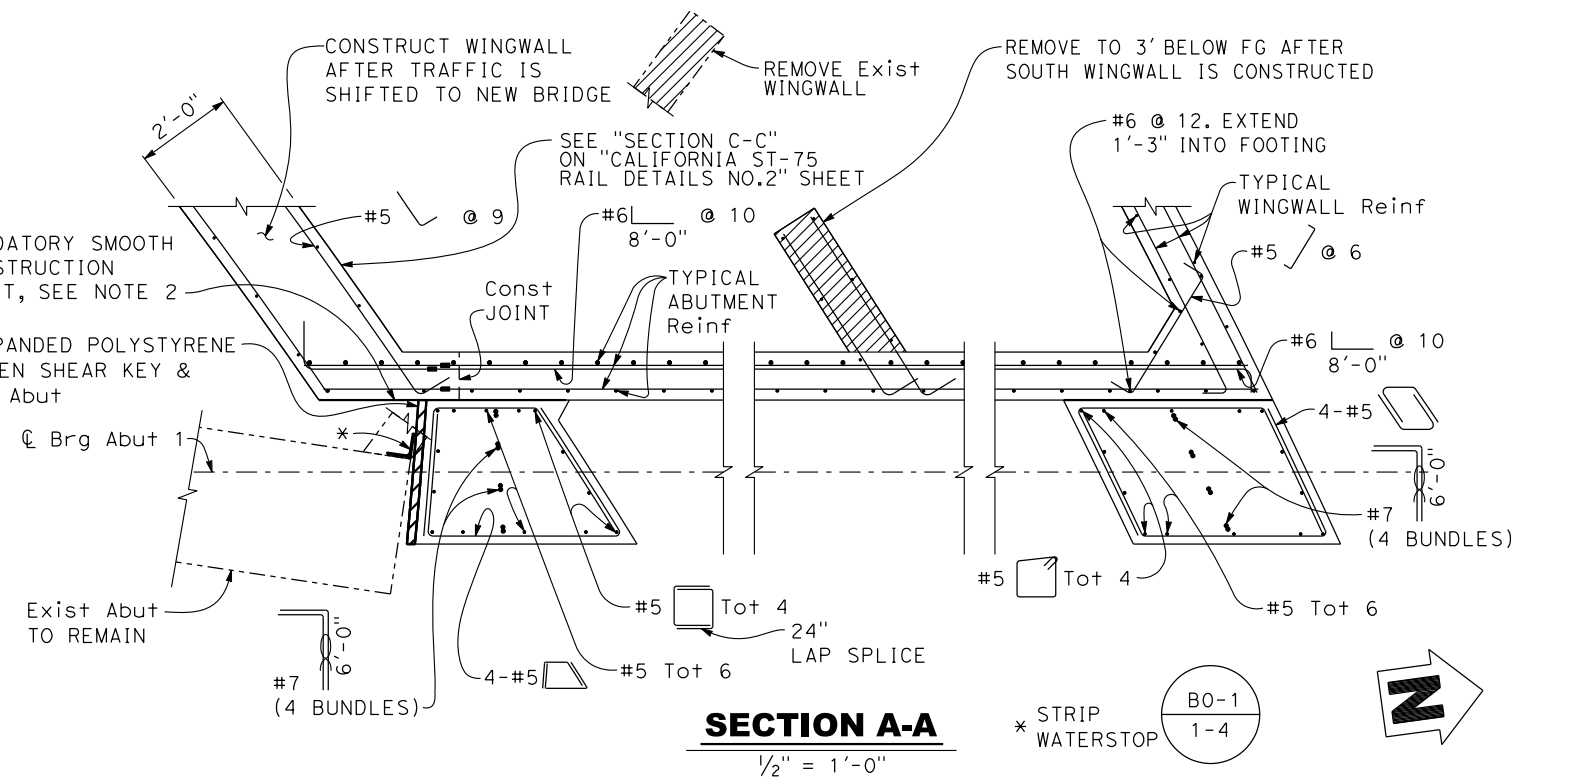 CONSTRUCT WINGWALL
AFTER TRAFFIC IS
SHIFTED TO NEW BRIDGE
REMOVE Exist
WINGWALL
REMOVE TO 3' BELOW FG AFTER
SOUTH WINGWALL IS CONSTRUCTED
2'-0"
SEE "SECTION C-C"
ON "CALIFORNIA ST-75
RAIL DETAILS NO.2" SHEET
#6 @ 12. EXTEND
1'-3" INTO FOOTING
TYPICAL
WINGWALL Reinf
#5 @ 9
#6 @ 10
8'-0"
#5 @ 6
DATORY SMOOTH
STRUCTION
T, SEE NOTE 2
Const
JOINT
TYPICAL
ABUTMENT
Reinf
PANDED POLYSTYRENE
EN SHEAR KEY &
Abut
#6 @ 10
8'-0"
4-#5
*
℄ Brg Abut 1
6'-0"
#7
(4 BUNDLES)
#5 Tot 4
#5 Tot 6
Exist Abut
TO REMAIN
#5 Tot 4
24"
LAP SPLICE
6'-0"
#7
(4 BUNDLES)
4-#5
#5 Tot 6
SECTION A-A
1/2" = 1'-0"
* STRIP
WATERSTOP
B0-1
1-4
N